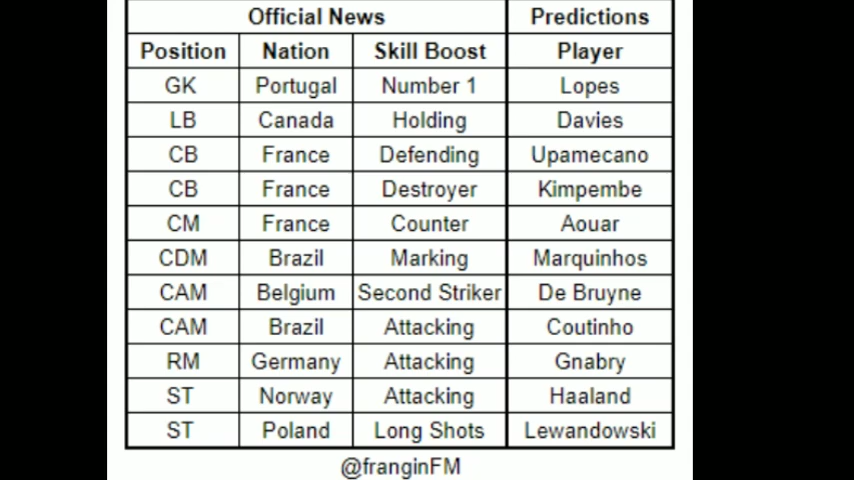 Official News Predictions
Position Nation Skill Boost Player
GK Portugal Number 1 Lopes
LB Canada Holding Davies
CB France Defending Upamecano
CB France Destroyer Kimpembe
CM France Counter Aouar
CDM Brazil Marking Marquinhos
CAM Belgium Second Striker De Bruyne
CAM Brazil Attacking Coutinho
RM Germany Attacking Gnabry
ST Norway Attacking Haaland
ST Poland Long Shots Lewandowski
@franginFM